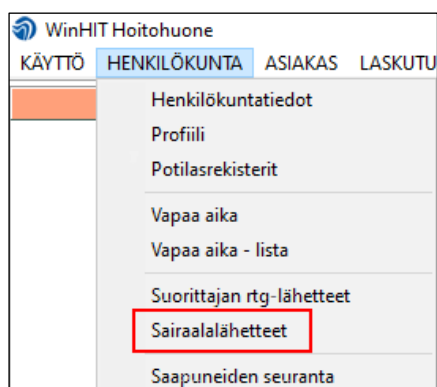 WinHIT Hoitohuone
KÄYTTÖ HENKILÖKUNTA ASIAKAS LASKUTU
Henkilökuntatiedot
Profiili
Potilasrekisterit
Vapaa aika
Vapaa aika - lista
Suorittajan rtg-lähetteet
Sairaalalähetteet
Saapuneiden seuranta